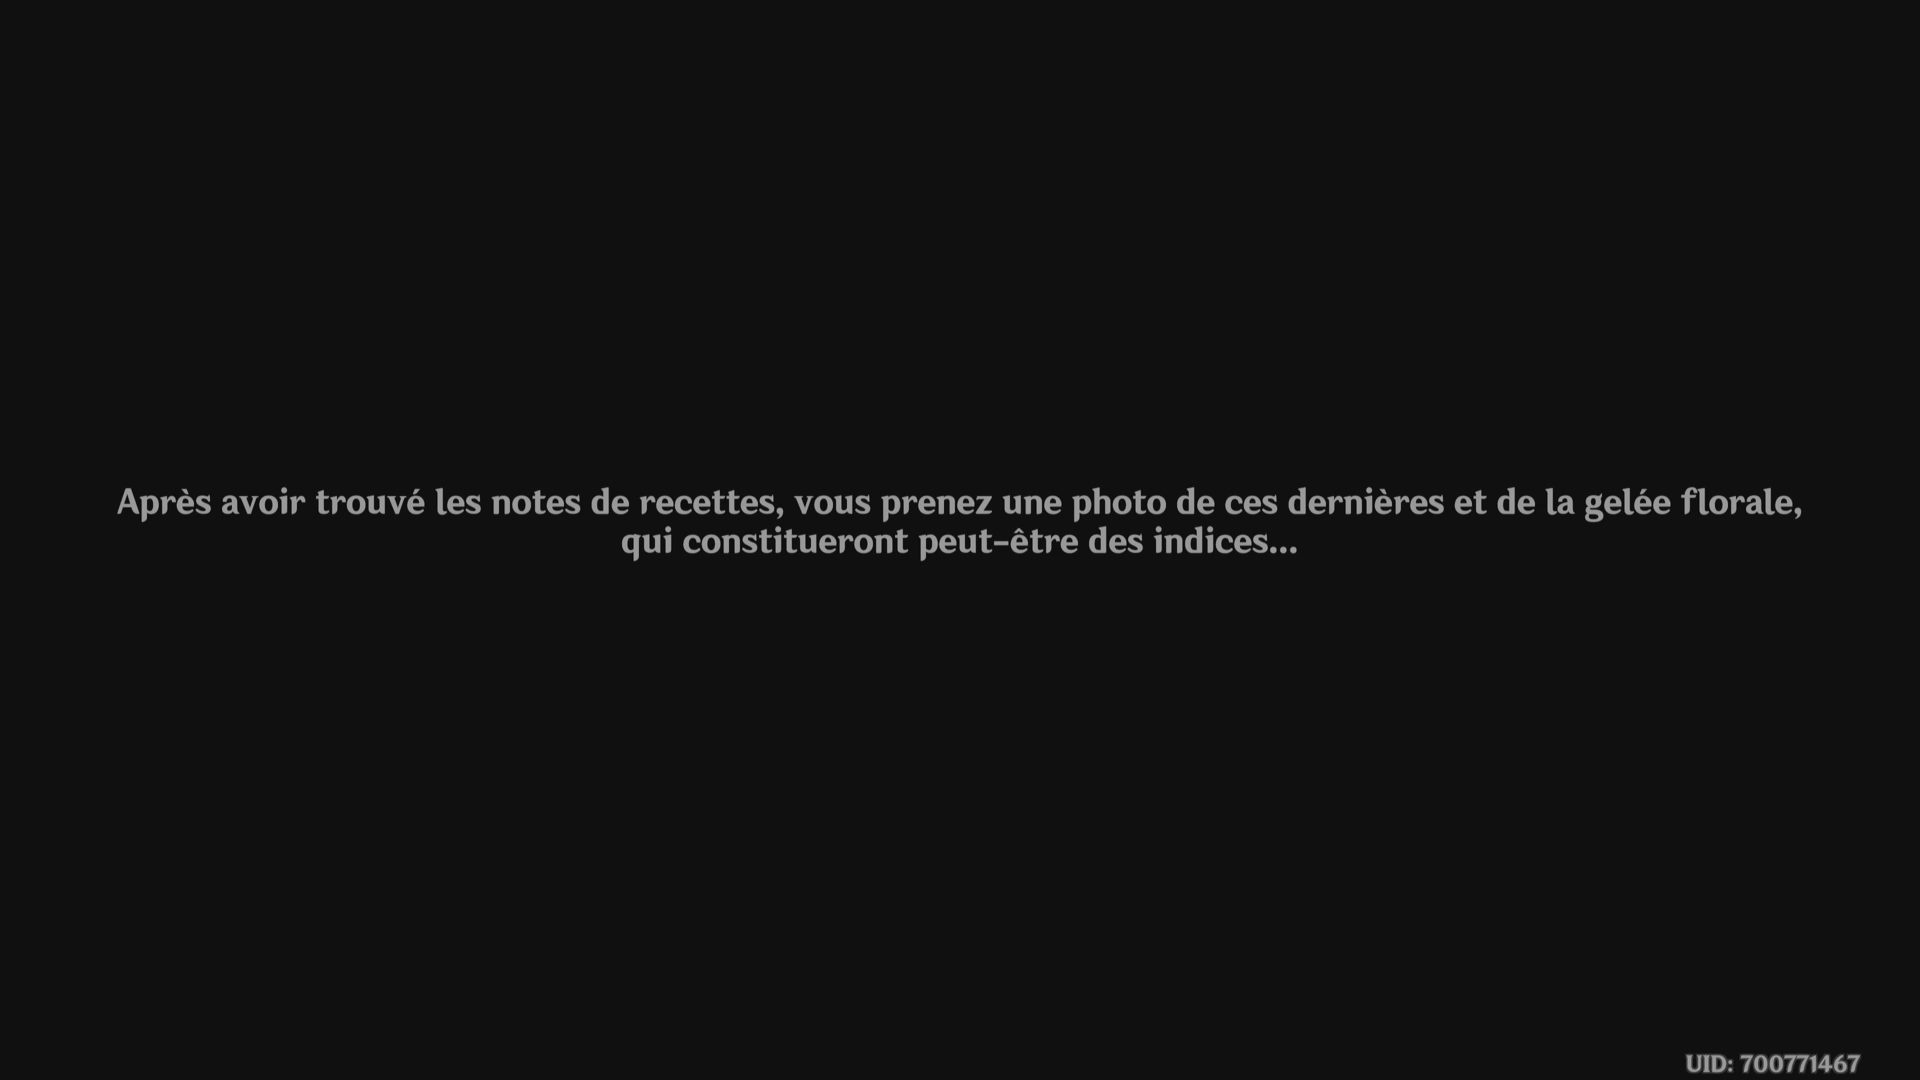 Après avoir trouvé les notes de recettes, vous prenez une photo de ces dernières et de la gelée florale,
qui constitueront peut-être des indices...
UID: 700771467